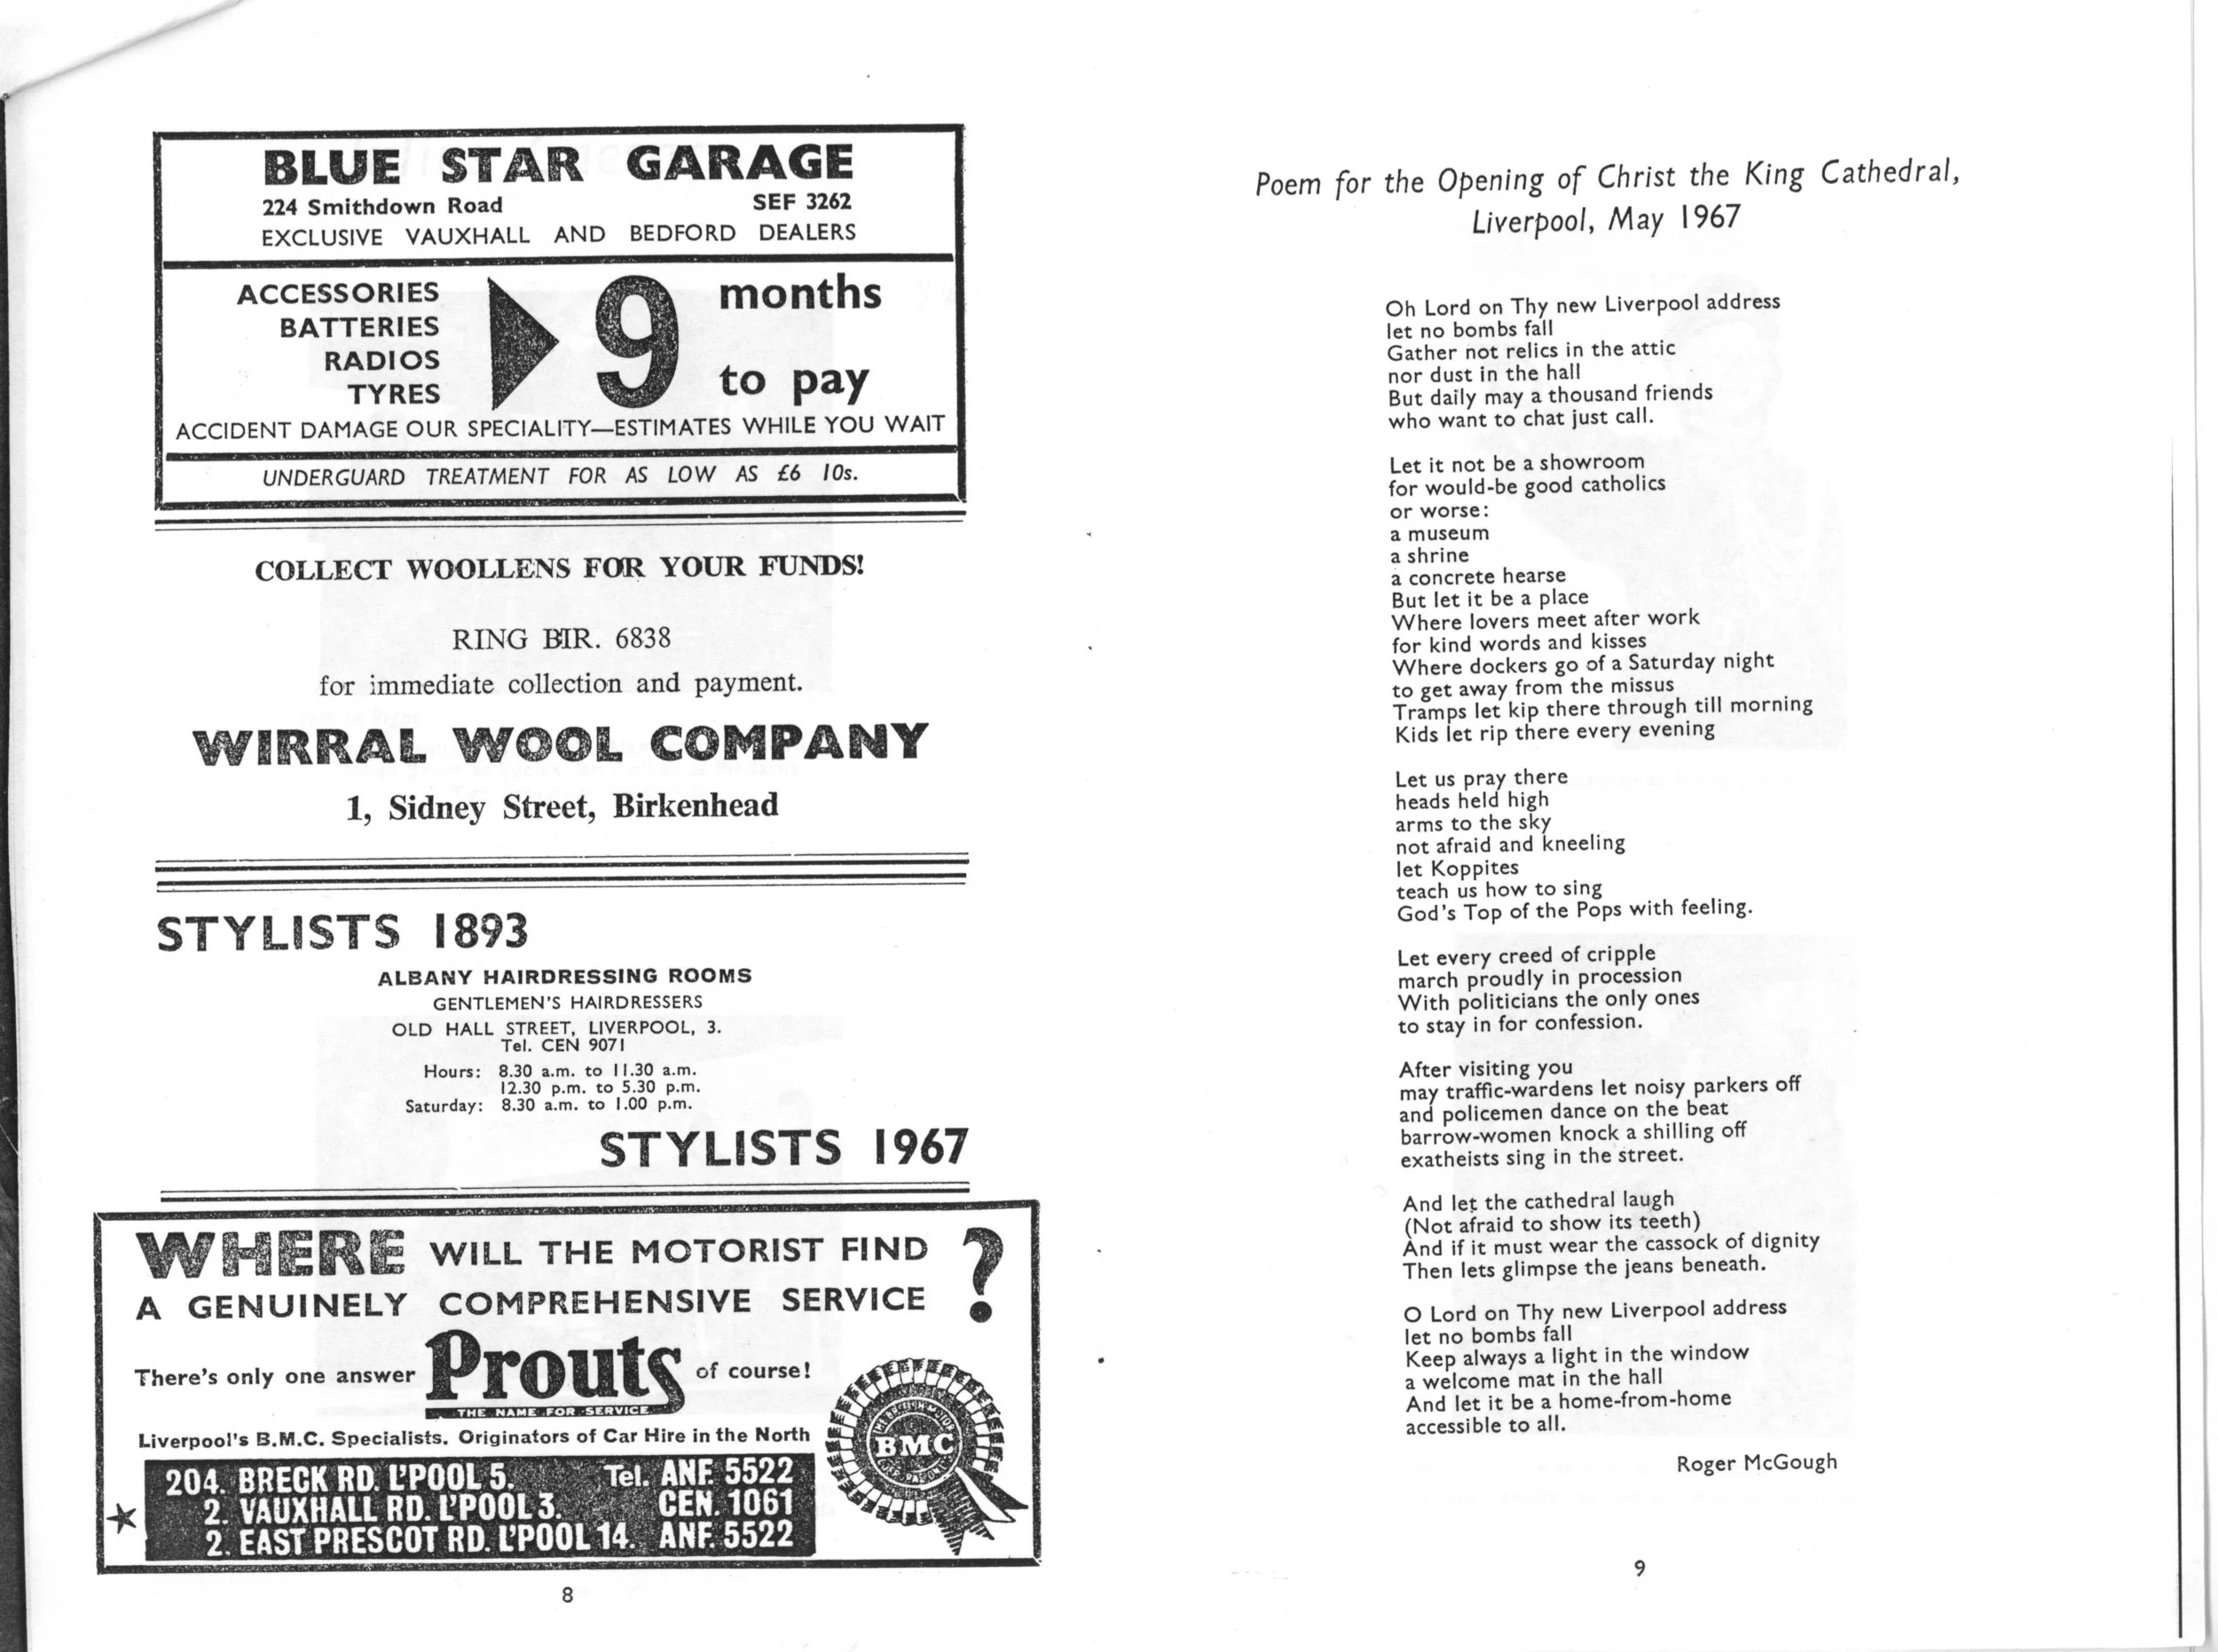 BLUE STAR GARAGE
224 Smithdown Road SEF 3262
EXCLUSIVE VAUXHALL AND BEDFORD DEALERS
ACCESSORIES
BATTERIES
RADIOS
TYRES
9 months
to pay
ACCIDENT DAMAGE OUR SPECIALITY—ESTIMATES WHILE YOU WAIT
UNDERGUARD TREATMENT FOR AS LOW AS £6 10s.
COLLECT WOOLLENS FOR YOUR FUNDS!
RING BIR. 6838
for immediate collection and payment.
WIRRAL WOOL COMPANY
1, Sidney Street, Birkenhead
STYLISTS 1893
ALBANY HAIRDRESSING ROOMS
GENTLEMEN'S HAIRDRESSERS
OLD HALL STREET, LIVERPOOL, 3.
Tel. CEN 9071
Hours: 8.30 a.m. to 11.30 a.m.
12.30 p.m. to 5.30 p.m.
Saturday: 8.30 a.m. to 1.00 p.m.
STYLISTS 1967
WHERE WILL THE MOTORIST FIND
A GENUINELY COMPREHENSIVE SERVICE ?
There's only one answer Prouts of course!
THE NAME FOR SERVICE
Liverpool's B.M.C. Specialists. Originators of Car Hire in the North
BMC
204. BRECK RD. L'POOL 5. Tel. ANF. 5522
2. VAUXHALL RD. L'POOL 3. CEN. 1061
2. EAST PRESCOT RD. L'POOL 14. ANF. 5522
8
Poem for the Opening of Christ the King Cathedral,
Liverpool, May 1967
Oh Lord on Thy new Liverpool address
let no bombs fall
Gather not relics in the attic
nor dust in the hall
But daily may a thousand friends
who want to chat just call.
Let it not be a showroom
for would-be good catholics
or worse:
a museum
a shrine
a concrete hearse
But let it be a place
Where lovers meet after work
for kind words and kisses
Where dockers go of a Saturday night
to get away from the missus
Tramps let kip there through till morning
Kids let rip there every evening
Let us pray there
heads held high
arms to the sky
not afraid and kneeling
let Koppites
teach us how to sing
God's Top of the Pops with feeling.
Let every creed of cripple
march proudly in procession
With politicians the only ones
to stay in for confession.
After visiting you
may traffic-wardens let noisy parkers off
and policemen dance on the beat
barrow-women knock a shilling off
exatheists sing in the street.
And let the cathedral laugh
(Not afraid to show its teeth)
And if it must wear the cassock of dignity
Then lets glimpse the jeans beneath.
O Lord on Thy new Liverpool address
let no bombs fall
Keep always a light in the window
a welcome mat in the hall
And let it be a home-from-home
accessible to all.
Roger McGough
9